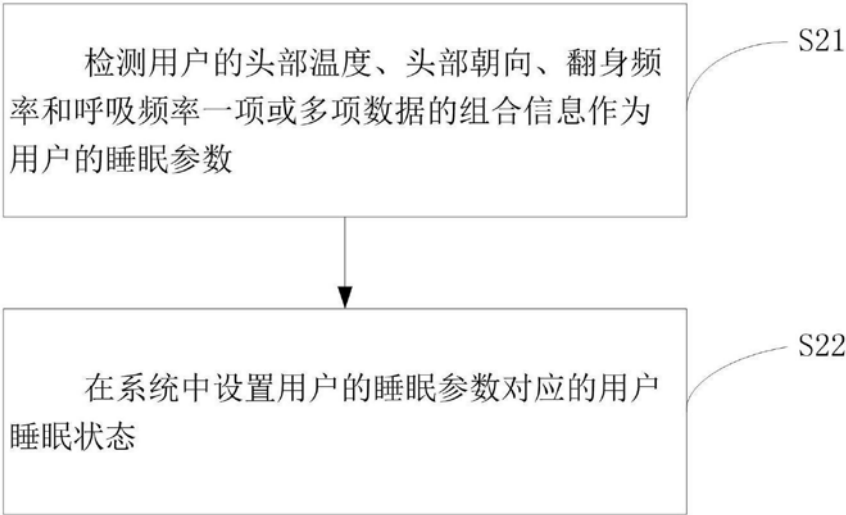 检测用户的头部温度、头部朝向、翻身频
率和呼吸频率一项或多项数据的组合信息作为
用户的睡眠参数
S21
在系统中设置用户的睡眠参数对应的用户
睡眠状态
S22